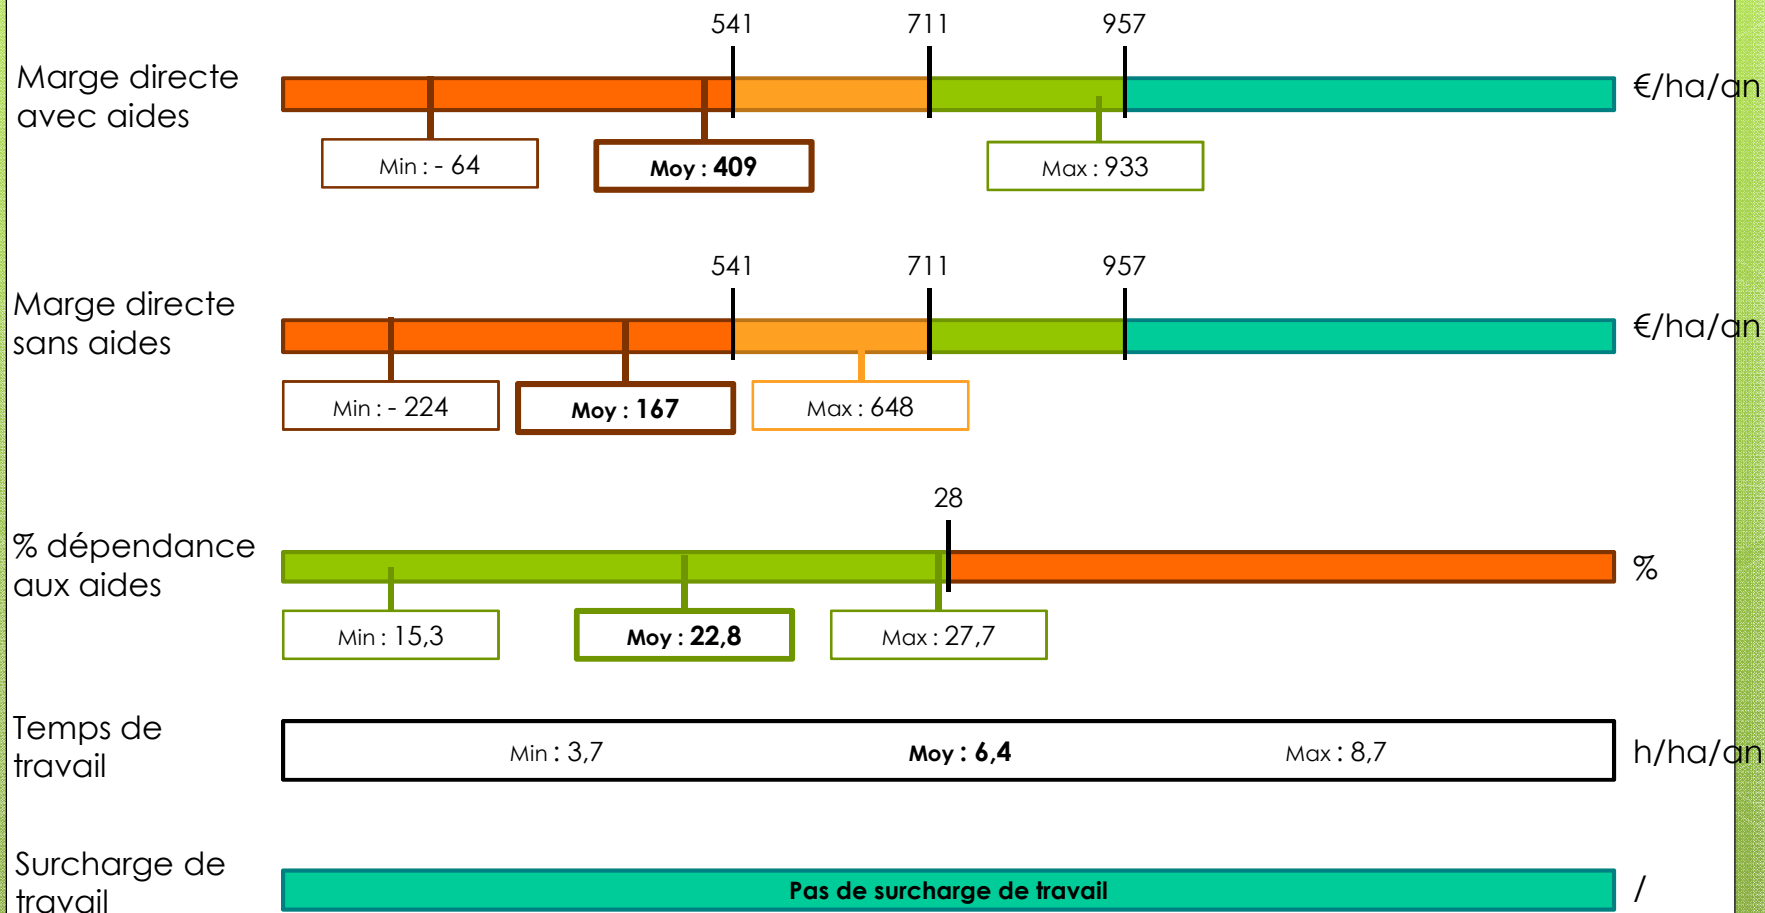 541 711 957
Marge directe
avec aides
€/ha/an
Min : - 64 Moy : 409 Max : 933
541 711 957
Marge directe
sans aides
€/ha/an
Min : - 224 Moy : 167 Max : 648
28
% dépendance
aux aides
%
Min : 15,3 Moy : 22,8 Max : 27,7
Temps de
travail
Min : 3,7 Moy : 6,4 Max : 8,7 h/ha/an
Surcharge de
travail
Pas de surcharge de travail /